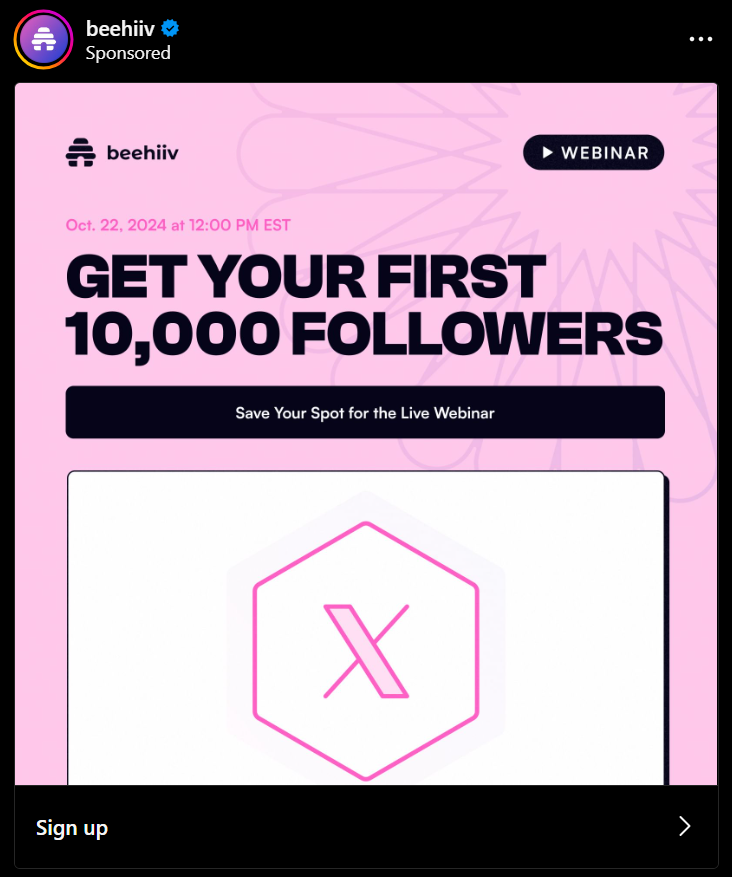 beehiiv
Sponsored
beehiiv
WEBINAR
Oct. 22, 2024 at 12:00 PM EST
GET YOUR FIRST
10,000 FOLLOWERS
Save Your Spot for the Live Webinar
X
Sign up